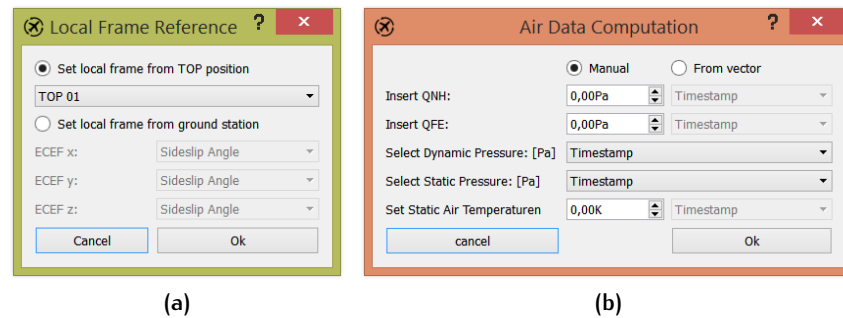 Local Frame Reference ? ×
Set local frame from TOP position
TOP 01
Set local frame from ground station
ECEF x: Sideslip Angle
ECEF y: Sideslip Angle
ECEF z: Sideslip Angle
Cancel Ok
(a)
Air Data Computation ? ×
Manual From vector
Insert QNH: 0,00Pa Timestamp
Insert QFE: 0,00Pa Timestamp
Select Dynamic Pressure: [Pa] Timestamp
Select Static Pressure: [Pa] Timestamp
Set Static Air Temperaturen 0,00K Timestamp
cancel Ok
(b)